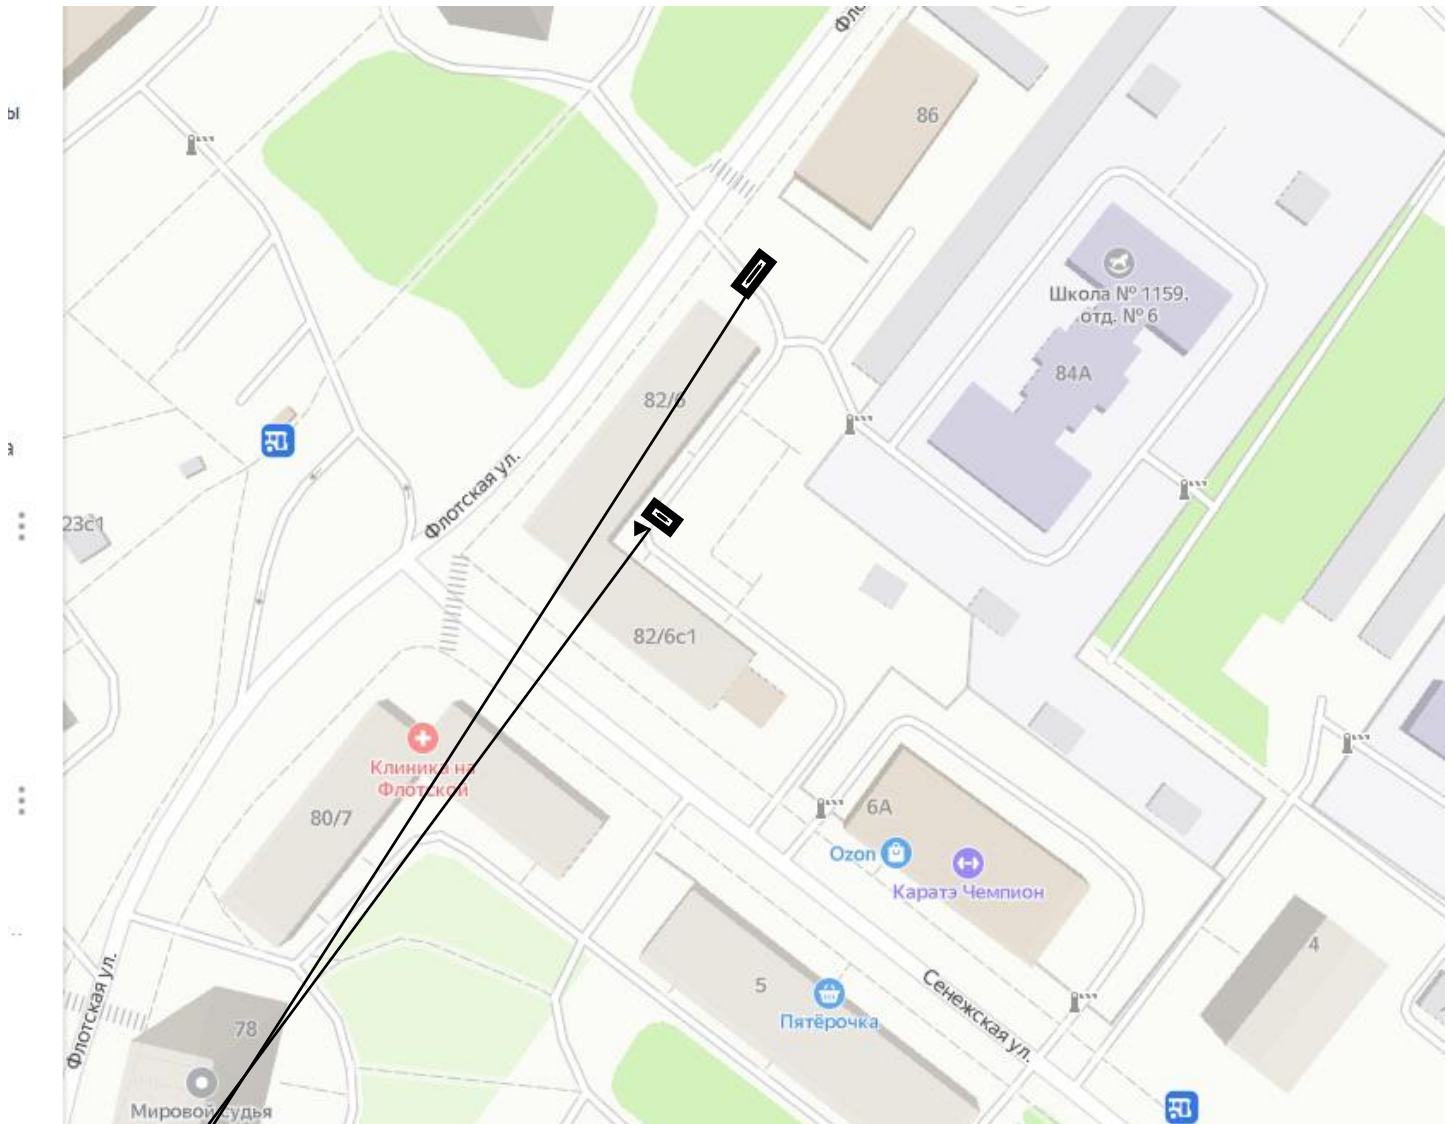 Фло
86
ы
Школа № 1159,
отд. № 6
84А
82/6
а
Флотская ул.
23с1
82/6с1
Клиника на
Флотской
80/7
6А
Ozon
Каратэ Чемпион
4
Флотская ул.
5
Сенежская ул.
Пятёрочка
78
Мировой судья